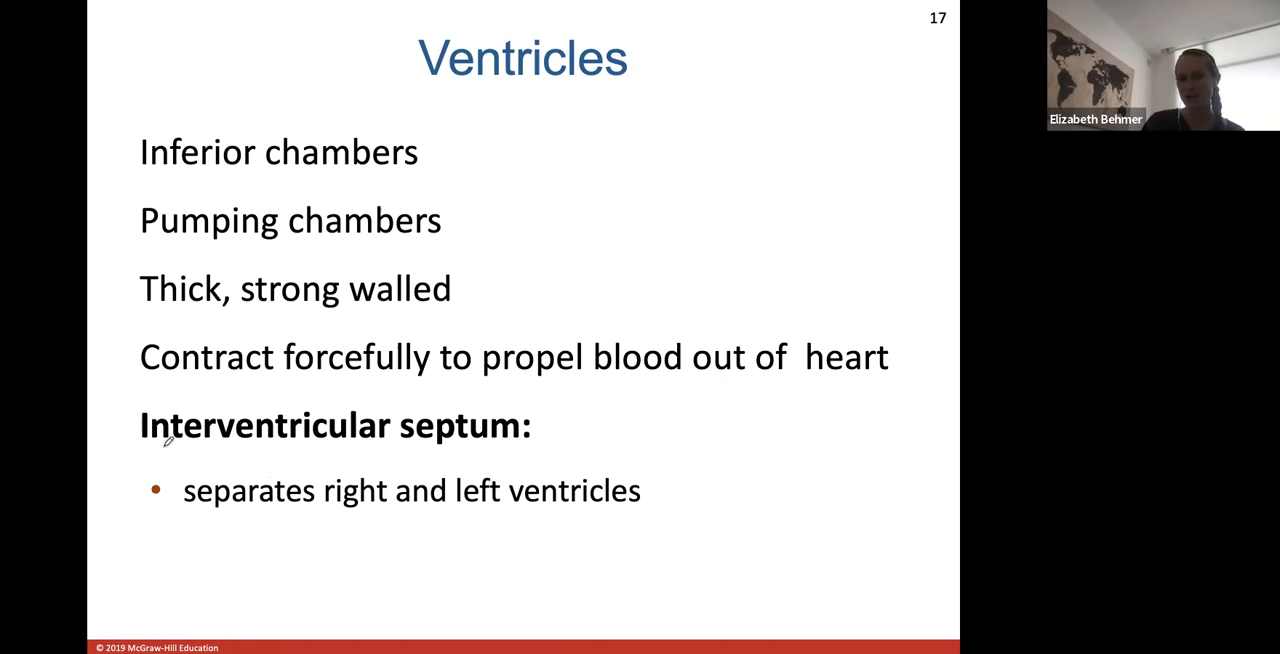 17
Ventricles
Elizabeth Behmer
Inferior chambers
Pumping chambers
Thick, strong walled
Contract forcefully to propel blood out of  heart
Interventricular septum:
• separates right and left ventricles
© 2019 McGraw-Hill Education